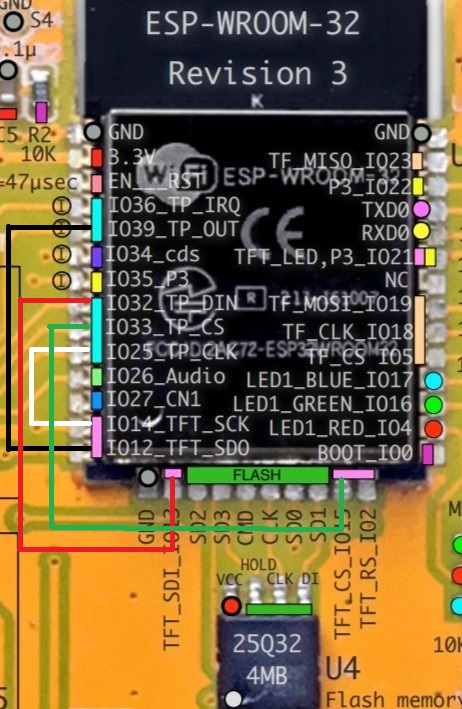 GND
S4
.1µ
ESP-WROOM-32
Revision 3
K
C5 R2
10K
=47µsec
GND
3.3V
EN___RST
IO36_TP_IRQ
IO39_TP_OUT
IO34_cds
IO35_P3
IO32_TP_DIN
IO33_TP_CS
IO25_TP_CLK
IO26_Audio
IO27_CN1
IO14_TFT_SCK
IO12_TFT_SDO
GND
TF_MISO_IO23
P3_IO22
TXD0
RXD0
TFT_LED,P3_IO21
NC
TF_MOSI_IO19
TF_CLK_IO18
TF_CS_IO5
LED1_BLUE_IO17
LED1_GREEN_IO16
LED1_RED_IO4
BOOT_IO0
WiFi
ESP-WROOM-32
CE
R
FLASH
GND
TFT_SDI_IO13
SD2
SD3
CMD
CLK
SD0
SD1
TFT_CS_IO15
TFT_RS_IO2
HOLD
VCC
CLK DI
25Q32
4MB
U4
Flash memory
10K